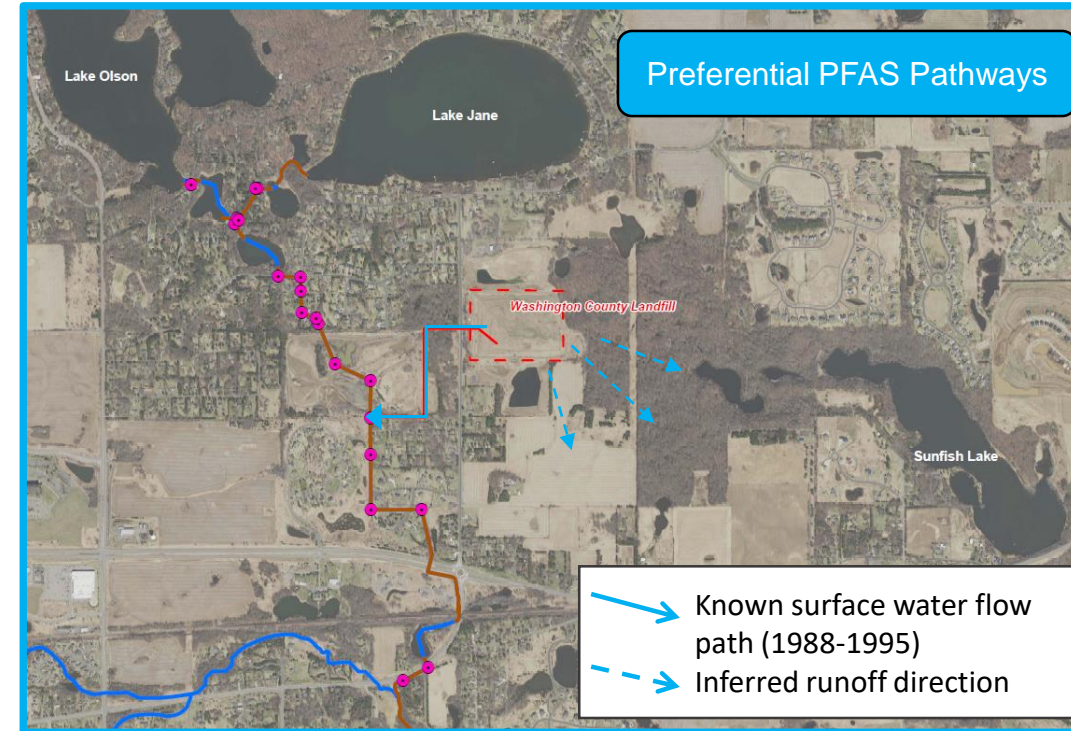 Preferential PFAS Pathways
Lake Olson
Lake Jane
Washington County Landfill
Sunfish Lake
Known surface water flow
path (1988-1995)
Inferred runoff direction